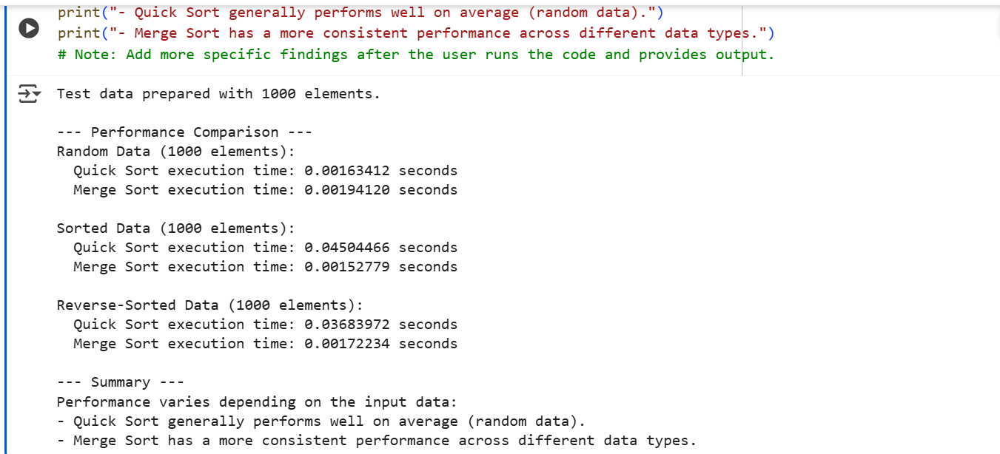 print("- Quick Sort generally performs well on average (random data).")
print("- Merge Sort has a more consistent performance across different data types.")
# Note: Add more specific findings after the user runs the code and provides output.
Test data prepared with 1000 elements.
--- Performance Comparison ---
Random Data (1000 elements):
  Quick Sort execution time: 0.00163412 seconds
  Merge Sort execution time: 0.00194120 seconds
Sorted Data (1000 elements):
  Quick Sort execution time: 0.04504466 seconds
  Merge Sort execution time: 0.00152779 seconds
Reverse-Sorted Data (1000 elements):
  Quick Sort execution time: 0.03683972 seconds
  Merge Sort execution time: 0.00172234 seconds
--- Summary ---
Performance varies depending on the input data:
- Quick Sort generally performs well on average (random data).
- Merge Sort has a more consistent performance across different data types.